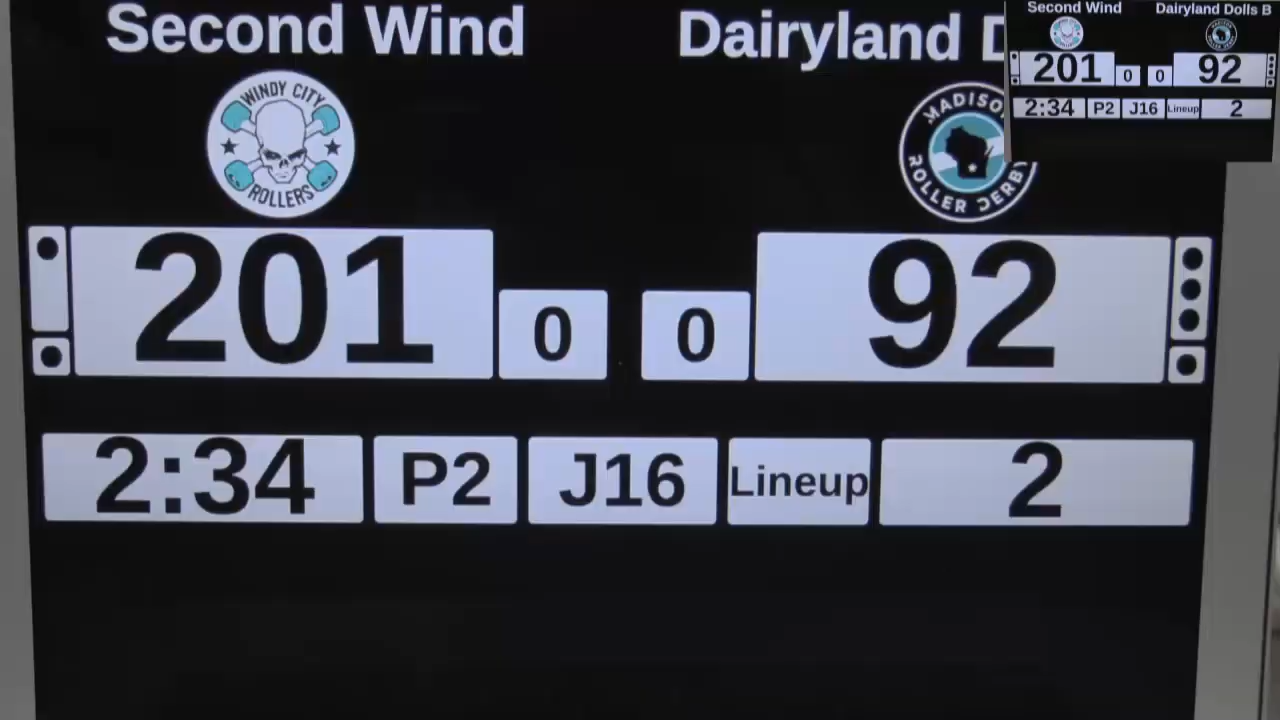 Second Wind
Dairyland D
WINDY CITY
ROLLERS
MADISO
ROLLER DERBY
201
0
0
92
2:34
P2
J16
Lineup
2
Second Wind
Dairyland Dolls B
201
0
0
92
2:34
P2
J16
Lineup
2